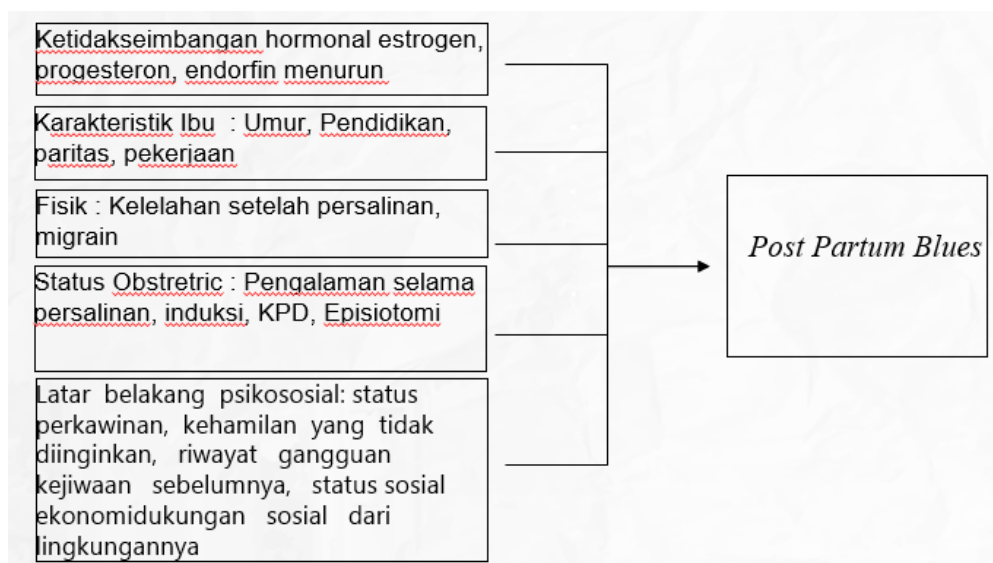 Ketidakseimbangan hormonal estrogen,
progesteron, endorfin menurun
Karakteristik Ibu : Umur, Pendidikan,
paritas, pekerjaan
Fisik : Kelelahan setelah persalinan,
migrain
Status Obstretric : Pengalaman selama
persalinan, induksi, KPD, Episiotomi
Latar belakang psikososial: status
perkawinan, kehamilan yang tidak
diinginkan, riwayat gangguan
kejiwaan sebelumnya, status sosial
ekonomidukungan sosial dari
lingkungannya
Post Partum Blues